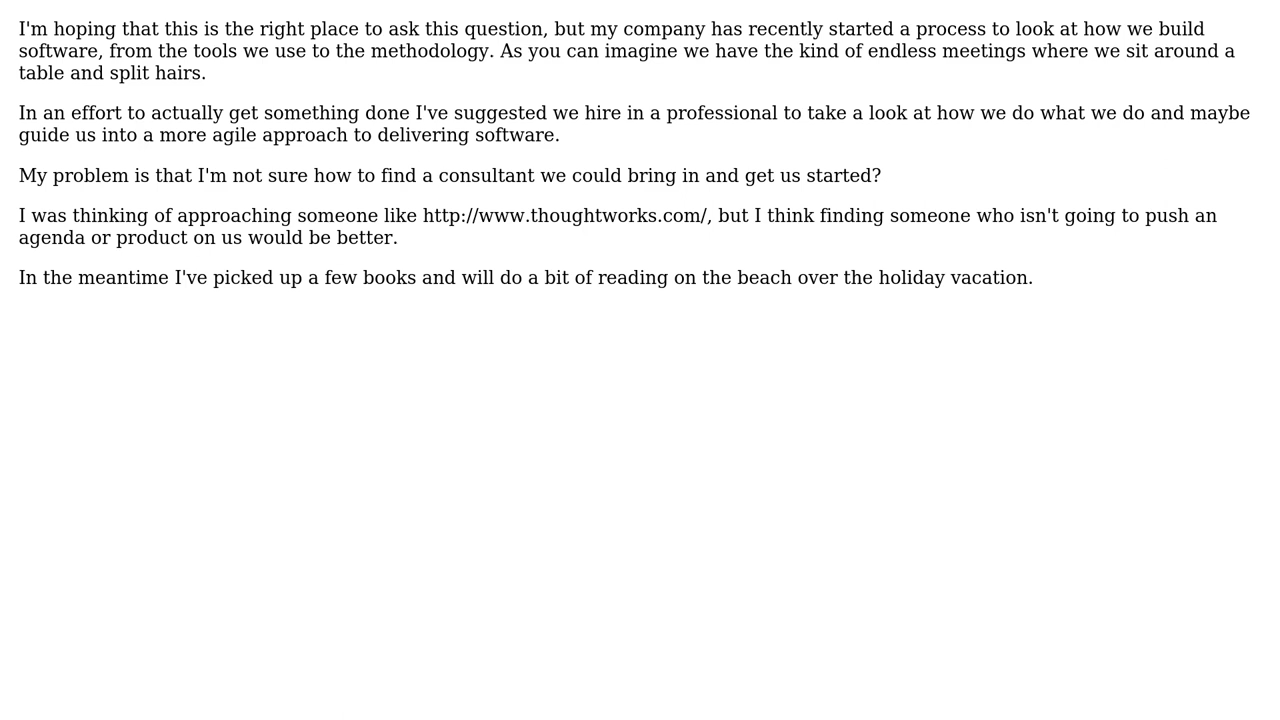 I'm hoping that this is the right place to ask this question, but my company has recently started a process to look at how we build
software, from the tools we use to the methodology. As you can imagine we have the kind of endless meetings where we sit around a
table and split hairs.
In an effort to actually get something done I've suggested we hire in a professional to take a look at how we do what we do and maybe
guide us into a more agile approach to delivering software.
My problem is that I'm not sure how to find a consultant we could bring in and get us started?
I was thinking of approaching someone like http://www.thoughtworks.com/, but I think finding someone who isn't going to push an
agenda or product on us would be better.
In the meantime I've picked up a few books and will do a bit of reading on the beach over the holiday vacation.